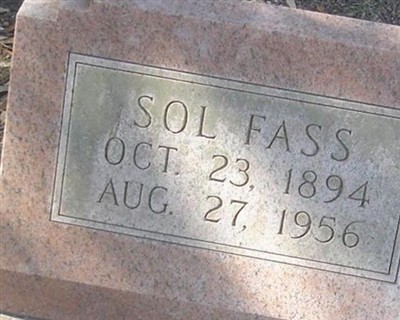 SOL FASS
OCT. 23, 1894
AUG. 27, 1956